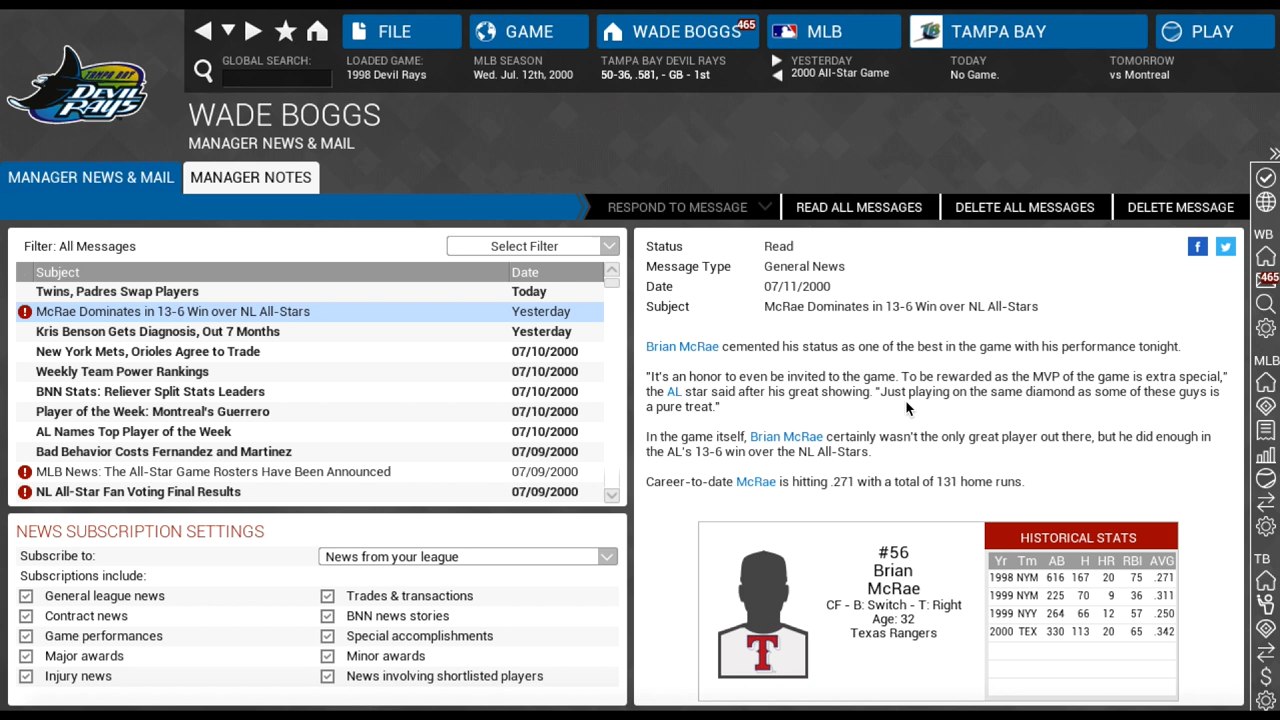 TAMPA BAY
DEVIL
RAYS
FILE
GAME
WADE BOGGS
465
MLB
TAMPA BAY
PLAY
GLOBAL SEARCH:
LOADED GAME:
1998 Devil Rays
MLB SEASON
Wed. Jul. 12th, 2000
TAMPA BAY DEVIL RAYS
50-36, .581, - GB - 1st
YESTERDAY
2000 All-Star Game
TODAY
No Game.
TOMORROW
vs Montreal
WADE BOGGS
MANAGER NEWS & MAIL
MANAGER NEWS & MAIL
MANAGER NOTES
RESPOND TO MESSAGE
READ ALL MESSAGES
DELETE ALL MESSAGES
DELETE MESSAGE
Filter: All Messages
Select Filter
Subject Date
Twins, Padres Swap Players Today
McRae Dominates in 13-6 Win over NL All-Stars Yesterday
Kris Benson Gets Diagnosis, Out 7 Months Yesterday
New York Mets, Orioles Agree to Trade 07/10/2000
Weekly Team Power Rankings 07/10/2000
BNN Stats: Reliever Split Stats Leaders 07/10/2000
Player of the Week: Montreal's Guerrero 07/10/2000
AL Names Top Player of the Week 07/10/2000
Bad Behavior Costs Fernandez and Martinez 07/09/2000
MLB News: The All-Star Game Rosters Have Been Announced 07/09/2000
NL All-Star Fan Voting Final Results 07/09/2000
NEWS SUBSCRIPTION SETTINGS
Subscribe to: News from your league
Subscriptions include:
General league news Trades & transactions
Contract news BNN news stories
Game performances Special accomplishments
Major awards Minor awards
Injury news News involving shortlisted players
Status Read
Message Type General News
Date 07/11/2000
Subject McRae Dominates in 13-6 Win over NL All-Stars
Brian McRae cemented his status as one of the best in the game with his performance tonight.
"It's an honor to even be invited to the game. To be rewarded as the MVP of the game is extra special,"
the AL star said after his great showing. "Just playing on the same diamond as some of these guys is
a pure treat."
In the game itself, Brian McRae certainly wasn't the only great player out there, but he did enough in
the AL's 13-6 win over the NL All-Stars.
Career-to-date McRae is hitting .271 with a total of 131 home runs.
T
#56
Brian
McRae
CF - B: Switch - T: Right
Age: 32
Texas Rangers
HISTORICAL STATS
Yr Tm AB H HR RBI AVG
1998 NYM 616 167 20 75 .271
1999 NYM 225 70 9 36 .311
1999 NYY 264 66 12 57 .250
2000 TEX 330 113 20 65 .342
WB
465
MLB
TB